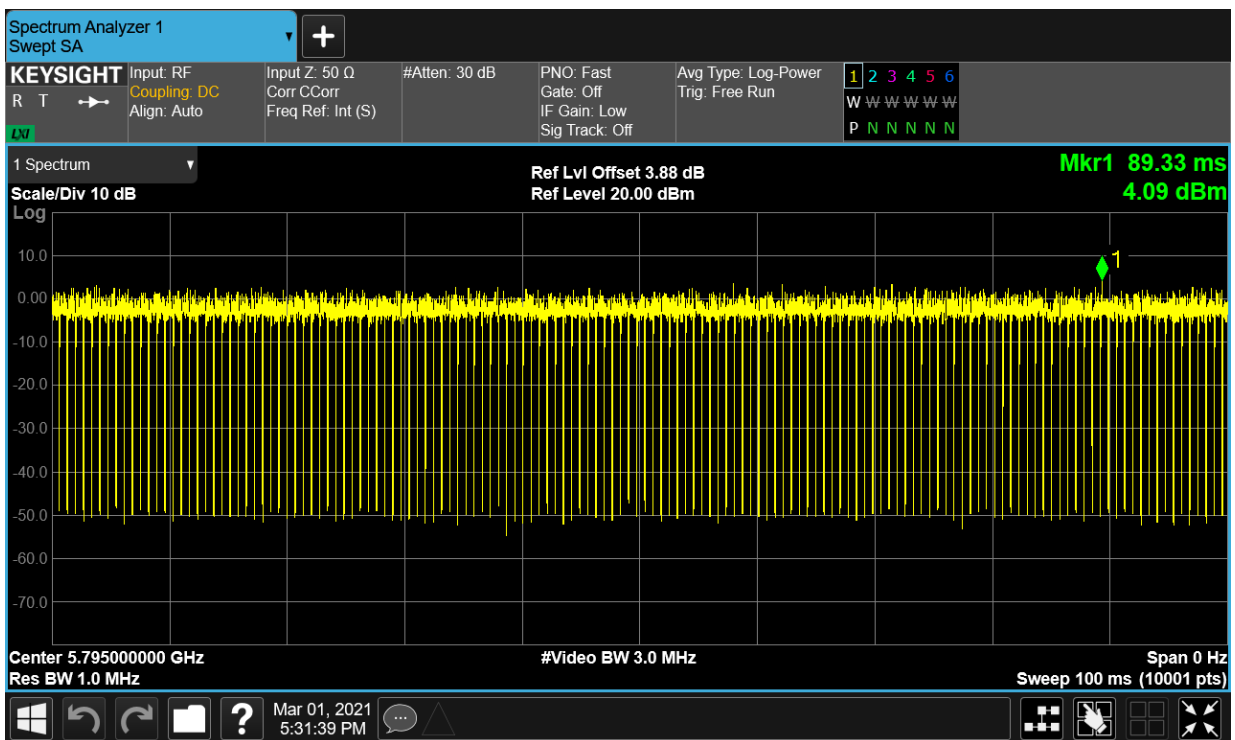 Spectrum Analyzer 1
Swept SA
KEYSIGHT
R T
LXI
Input: RF
Coupling: DC
Align: Auto
Input Z: 50 Ω
Corr CCorr
Freq Ref: Int (S)
#Atten: 30 dB
PNO: Fast
Gate: Off
IF Gain: Low
Sig Track: Off
Avg Type: Log-Power
Trig: Free Run
1 2 3 4 5 6
W W W W W W
P N N N N N
1 Spectrum
Scale/Div 10 dB
Ref Lvl Offset 3.88 dB
Ref Level 20.00 dBm
Mkr1 89.33 ms
4.09 dBm
Log
1
10.0
0.00
-10.0
-20.0
-30.0
-40.0
-50.0
-60.0
-70.0
Center 5.795000000 GHz
#Video BW 3.0 MHz
Span 0 Hz
Res BW 1.0 MHz
Sweep 100 ms (10001 pts)
?
Mar 01, 2021
5:31:39 PM